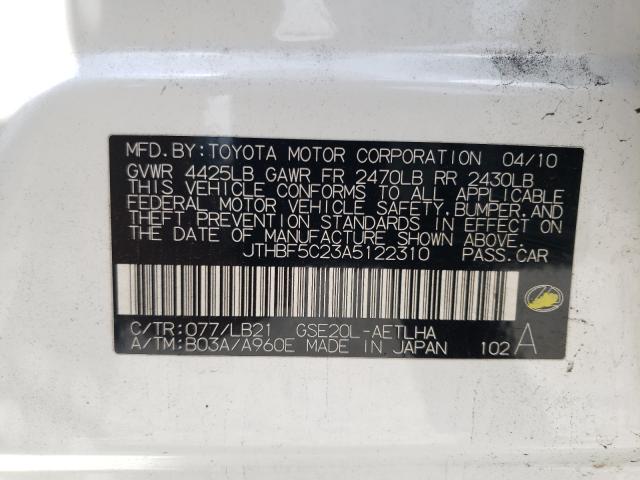 MFD.BY:TOYOTA MOTOR CORPORATION 04/10
GVWR 4425LB GAWR FR 2470LB RR 2430LB
THIS VEHICLE CONFORMS TO ALL APPLICABLE
FEDERAL MOTOR VEHICLE SAFETY,BUMPER,AND
THEFT PREVENTION STANDARDS IN EFFECT ON
THE DATE OF MANUFACTURE SHOWN ABOVE.
JTHBF5C23A5122310 PASS.CAR
C/TR:077/LB21 GSE20L-AETLHA
A/TM:B03A/A960E MADE IN JAPAN 102 A